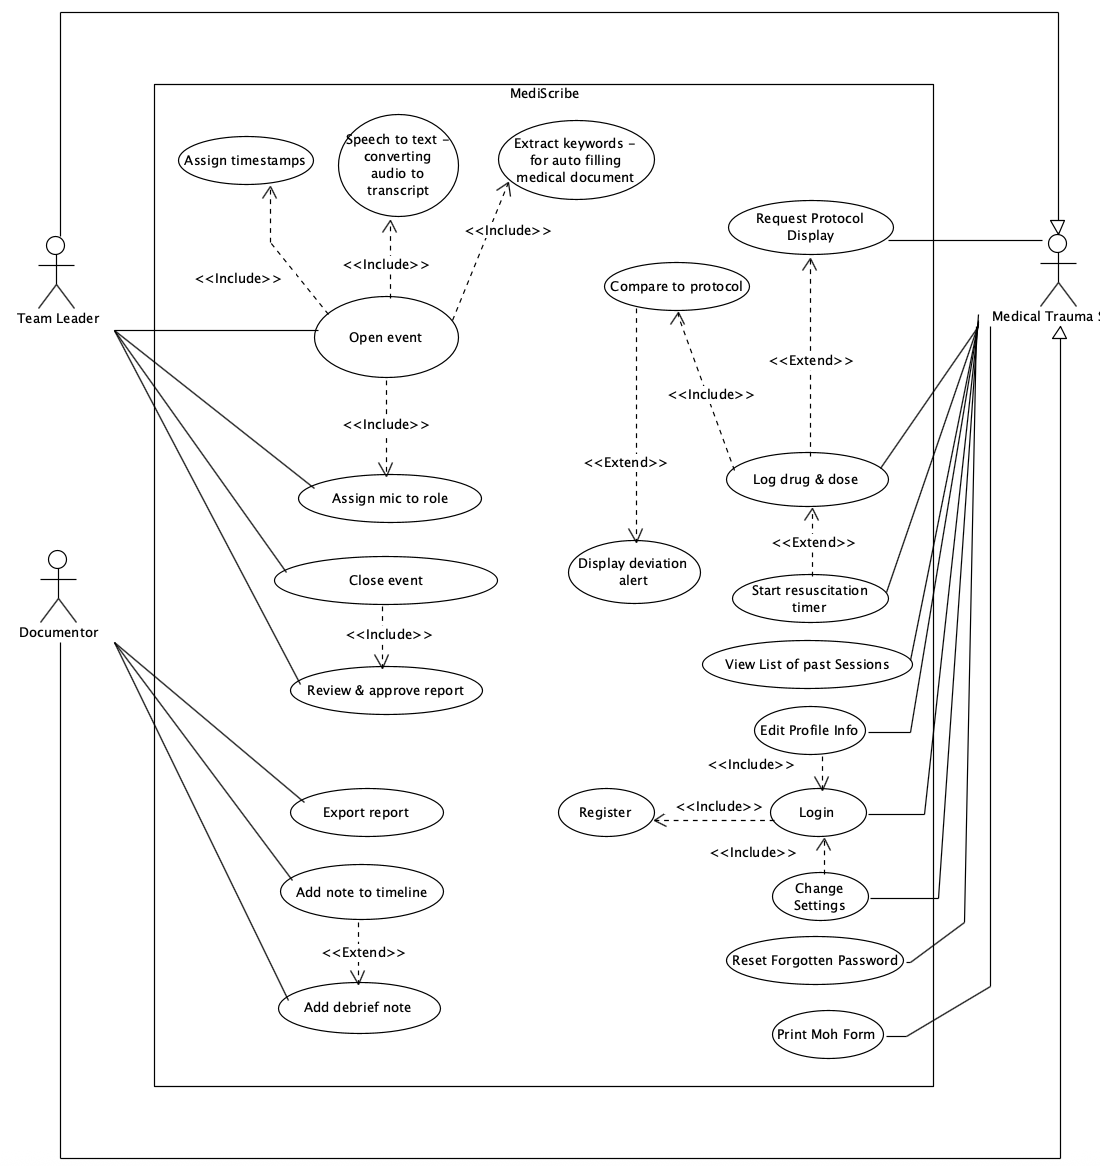 MediScribe
Assign timestamps
Speech to text –
converting
audio to
transcript
Extract keywords –
for auto filling
medical document
<<Include>>
<<Include>>
<<Include>>
Request Protocol
Display
Team Leader
Medical Trauma S
Compare to protocol
Open event
<<Extend>>
<<Include>>
<<Include>>
<<Extend>>
Log drug & dose
Assign mic to role
<<Extend>>
Display deviation
alert
Close event
Start resuscitation
timer
Documentor
<<Include>>
View List of past Sessions
Review & approve report
Edit Profile Info
<<Include>>
Export report
Register
<<Include>>
Login
<<Include>>
Add note to timeline
Change
Settings
<<Extend>>
Reset Forgotten Password
Add debrief note
Print Moh Form